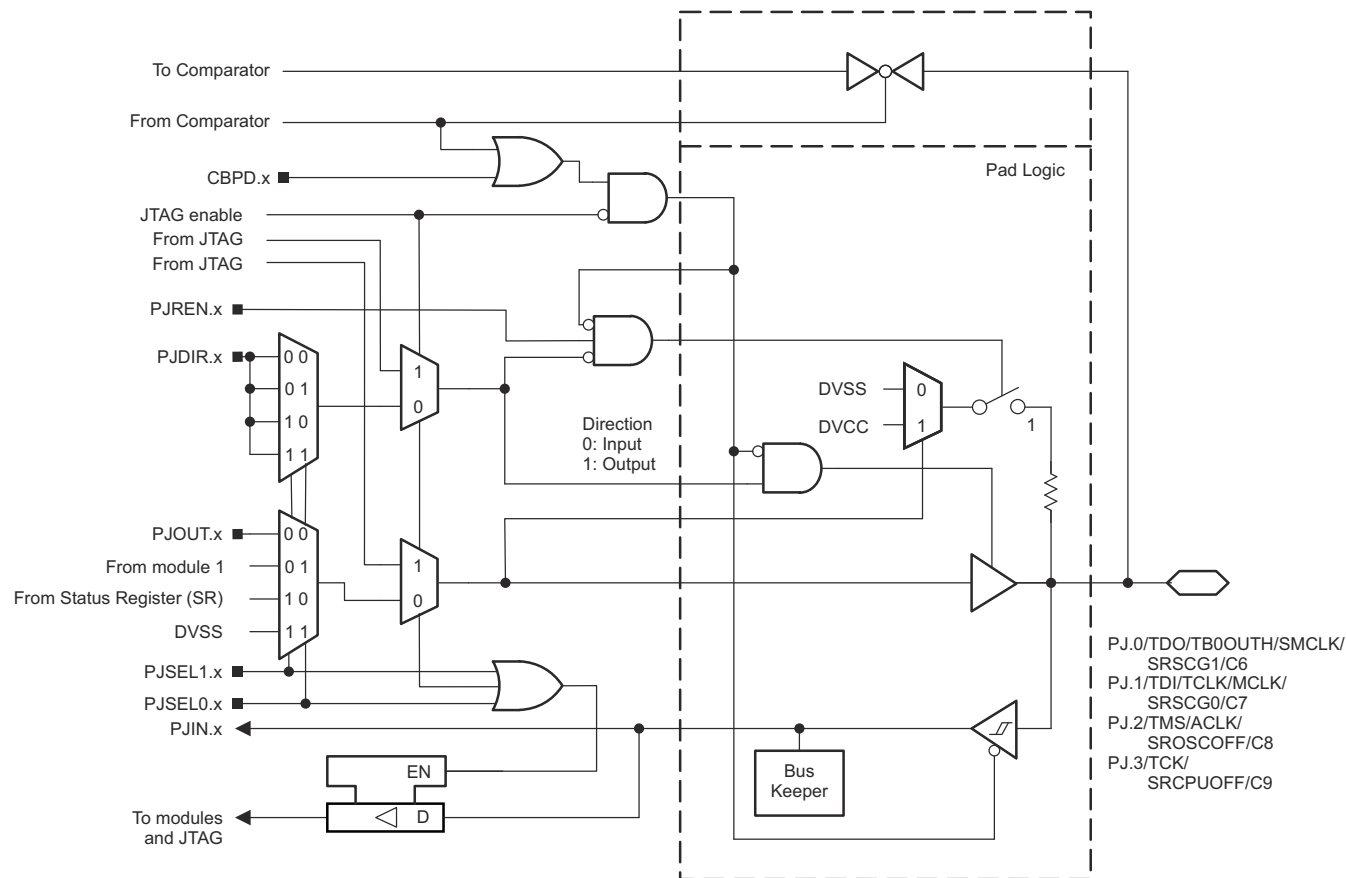 To Comparator
From Comparator
Pad Logic
CBPD.x
JTAG enable
From JTAG
From JTAG
PJREN.x
PJDIR.x
0 0
0 1
1 0
1 1
1
0
DVSS
DVCC
0
1
1
Direction
0: Input
1: Output
PJOUT.x
From module 1
From Status Register (SR)
DVSS
0 0
0 1
1 0
1 1
1
0
PJSEL1.x
PJSEL0.x
PJIN.x
EN
D
To modules
and JTAG
Bus
Keeper
PJ.0/TDO/TB0OUTH/SMCLK/
SRSCG1/C6
PJ.1/TDI/TCLK/MCLK/
SRSCG0/C7
PJ.2/TMS/ACLK/
SROSCOFF/C8
PJ.3/TCK/
SRCPUOFF/C9